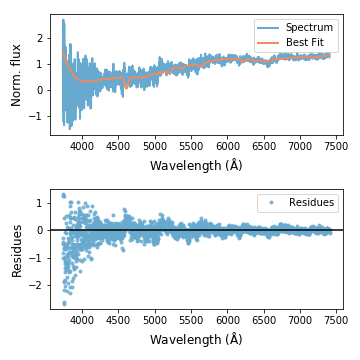 Norm. flux
2
1
0
−1
Spectrum
Best Fit
4000 4500 5000 5500 6000 6500 7000 7500
Wavelength (Å)
Residues
1
0
−1
−2
Residues
4000 4500 5000 5500 6000 6500 7000 7500
Wavelength (Å)